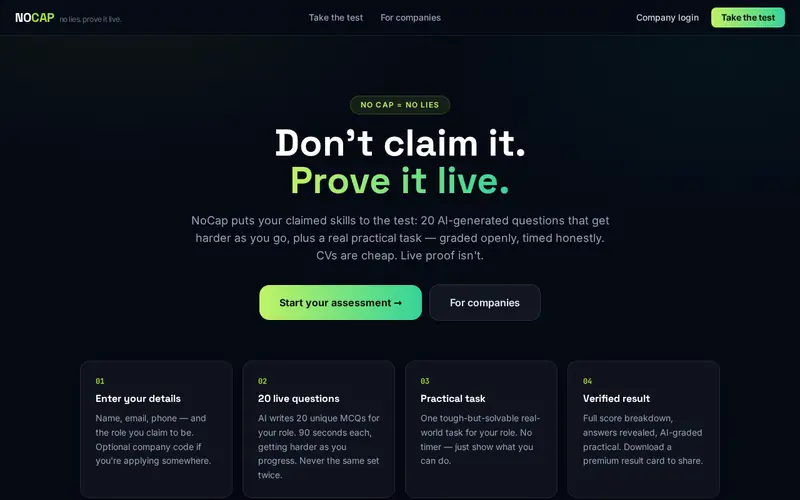 NOCAP no lies. prove it live.
Take the test
For companies
Company login
Take the test
NO CAP = NO LIES
Don't claim it.
Prove it live.
NoCap puts your claimed skills to the test: 20 AI-generated questions that get
harder as you go, plus a real practical task — graded openly, timed honestly.
CVs are cheap. Live proof isn't.
Start your assessment →
For companies
01
Enter your details
Name, email, phone — and
the role you claim to be.
Optional company code if
you're applying somewhere.
02
20 live questions
AI writes 20 unique MCQs for
your role. 90 seconds each,
getting harder as you
progress. Never the same set
twice.
03
Practical task
One tough-but-solvable real-
world task for your role. No
timer — just show what you
can do.
04
Verified result
Full score breakdown,
answers revealed, AI-graded
practical. Download a
premium result card to share.